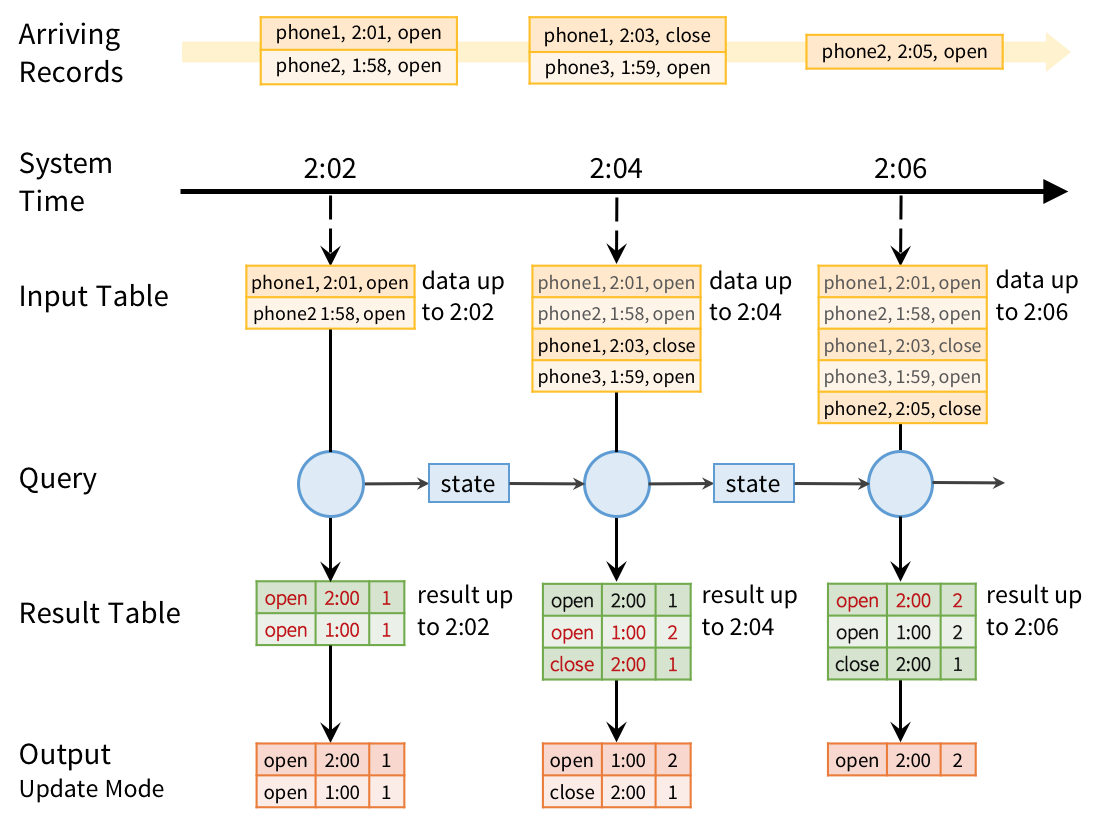 Arriving
Records
phone1, 2:01, open
phone2, 1:58, open
phone1, 2:03, close
phone3, 1:59, open
phone2, 2:05, open
System
Time
2:02
2:04
2:06
Input Table
phone1, 2:01, open
phone2 1:58, open
data up
to 2:02
phone1, 2:01, open
phone2, 1:58, open
phone1, 2:03, close
phone3, 1:59, open
data up
to 2:04
phone1, 2:01, open
phone2, 1:58, open
phone1, 2:03, close
phone3, 1:59, open
phone2, 2:05, close
data up
to 2:06
Query
state
state
Result Table
open 2:00 1
open 1:00 1
result up
to 2:02
open 2:00 1
open 1:00 2
close 2:00 1
result up
to 2:04
open 2:00 2
open 1:00 2
close 2:00 1
result up
to 2:06
Output
Update Mode
open 2:00 1
open 1:00 1
open 1:00 2
close 2:00 1
open 2:00 2